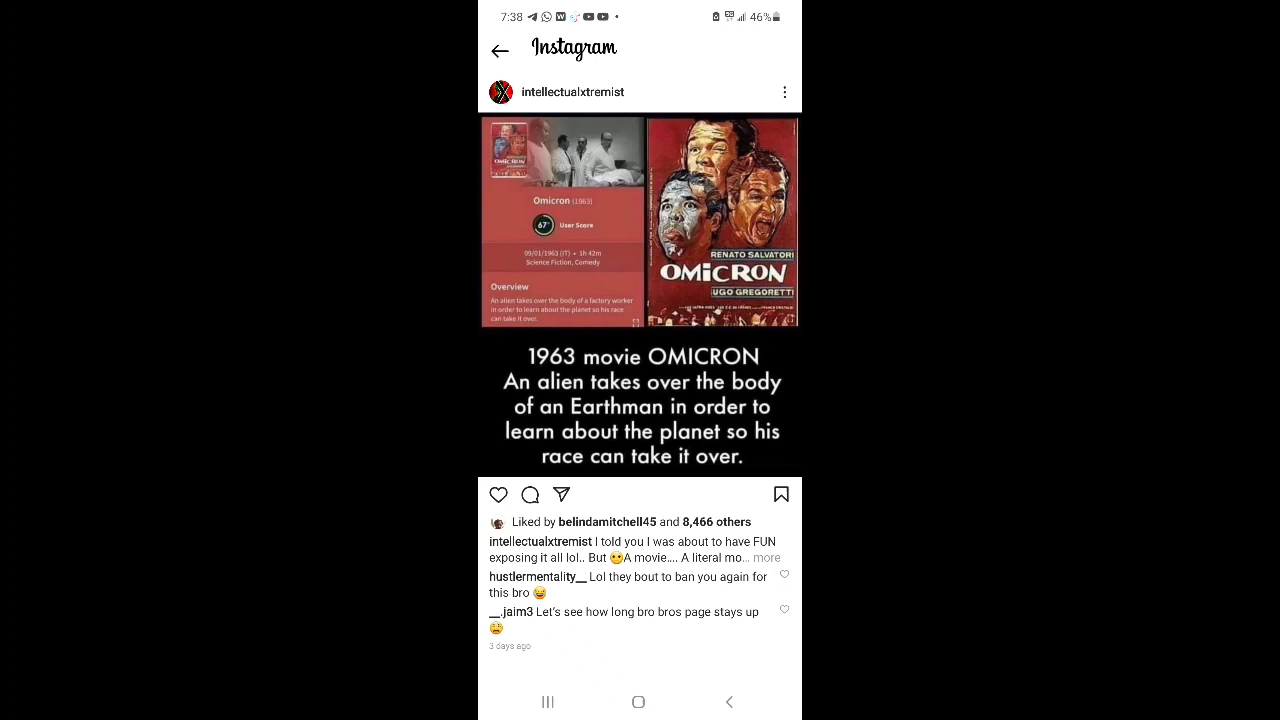 7:38
46%
Instagram
intellectualxtremist
OMICRON
Omicron (1963)
67% User Score
09/01/1963 (IT) • 1h 42m
Science Fiction, Comedy
Overview
An alien takes over the body of a factory worker
in order to learn about the planet so his race
can take it over.
RENATO SALVATORI
OMiCRON
UGO GREGORETTI
1963 movie OMICRON
An alien takes over the body
of an Earthman in order to
learn about the planet so his
race can take it over.
Liked by belindamitchell45 and 8,466 others
intellectualxtremist I told you I was about to have FUN
exposing it all lol.. But 😬A movie.... A literal mo... more
hustlermentality__ Lol they bout to ban you again for
this bro 😅
__.jaim3 Let's see how long bro bros page stays up
🧐
3 days ago